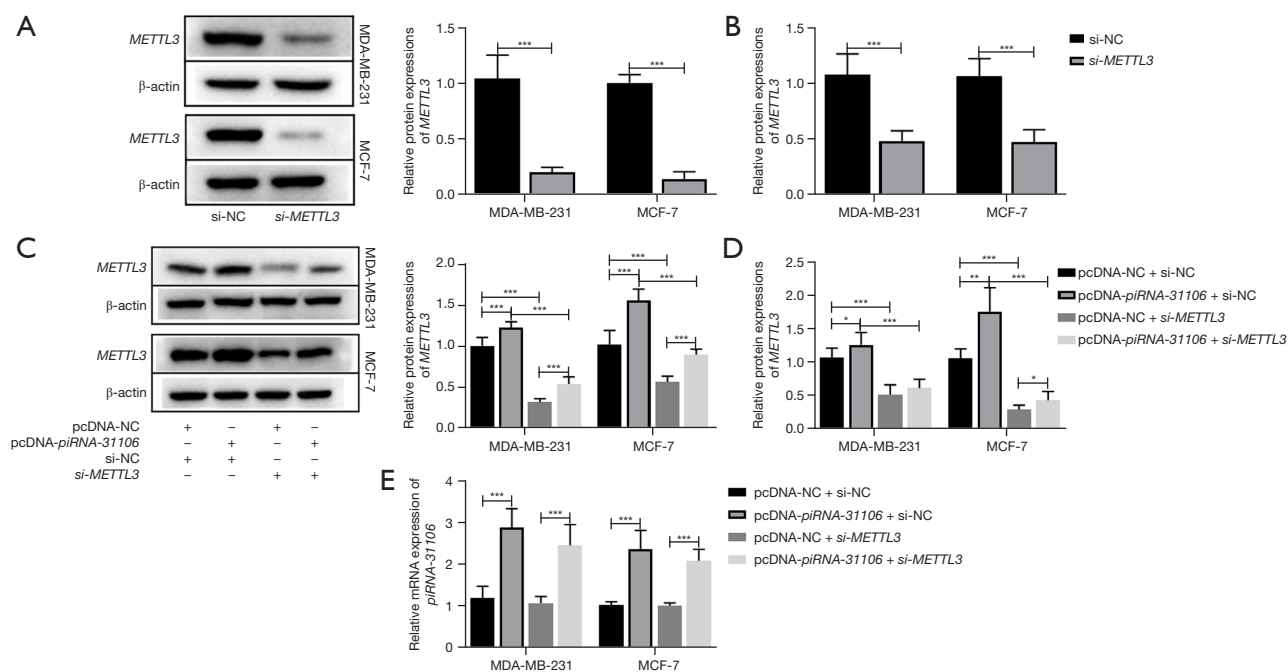 A
METTL3
β-actin
MDA-MB-231
METTL3
β-actin
MCF-7
si-NC
si-METTL3
Relative protein expressions
of METTL3
1.5
1.0
0.5
0.0
***
***
MDA-MB-231
MCF-7
B
Relative protein expressions
of METTL3
1.5
1.0
0.5
0.0
***
***
MDA-MB-231
MCF-7
si-NC
si-METTL3
C
METTL3
β-actin
MDA-MB-231
METTL3
β-actin
MCF-7
pcDNA-NC + – + –
pcDNA-piRNA-31106 – + – +
si-NC + + – –
si-METTL3 – – + +
Relative protein expressions
of METTL3
2.0
1.5
1.0
0.5
0.0
***
***
***
***
***
***
***
***
MDA-MB-231
MCF-7
D
Relative protein expressions
of METTL3
2.5
2.0
1.5
1.0
0.5
0.0
***
*
***
***
**
***
*
MDA-MB-231
MCF-7
pcDNA-NC + si-NC
pcDNA-piRNA-31106 + si-NC
pcDNA-NC + si-METTL3
pcDNA-piRNA-31106 + si-METTL3
E
Relative mRNA expression of
piRNA-31106
4
3
2
1
0
***
***
***
***
MDA-MB-231
MCF-7
pcDNA-NC + si-NC
pcDNA-piRNA-31106 + si-NC
pcDNA-NC + si-METTL3
pcDNA-piRNA-31106 + si-METTL3